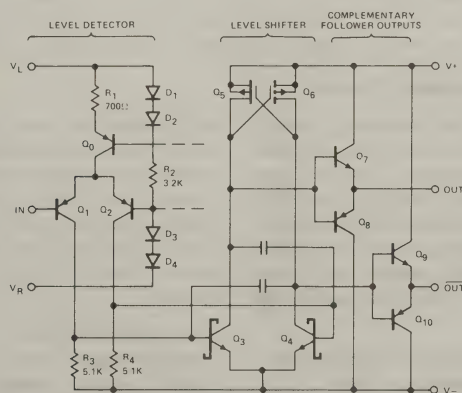 LEVEL DETECTOR
LEVEL SHIFTER
COMPLEMENTARY
FOLLOWER OUTPUTS
VL
R1
700Ω
D1
D2
Q0
R2
3.2K
IN
Q1
Q2
D3
D4
VR
R3
5.1K
R4
5.1K
Q5
Q6
Q3
Q4
V+
Q7
OUT
Q8
Q9
OUT
Q10
V−